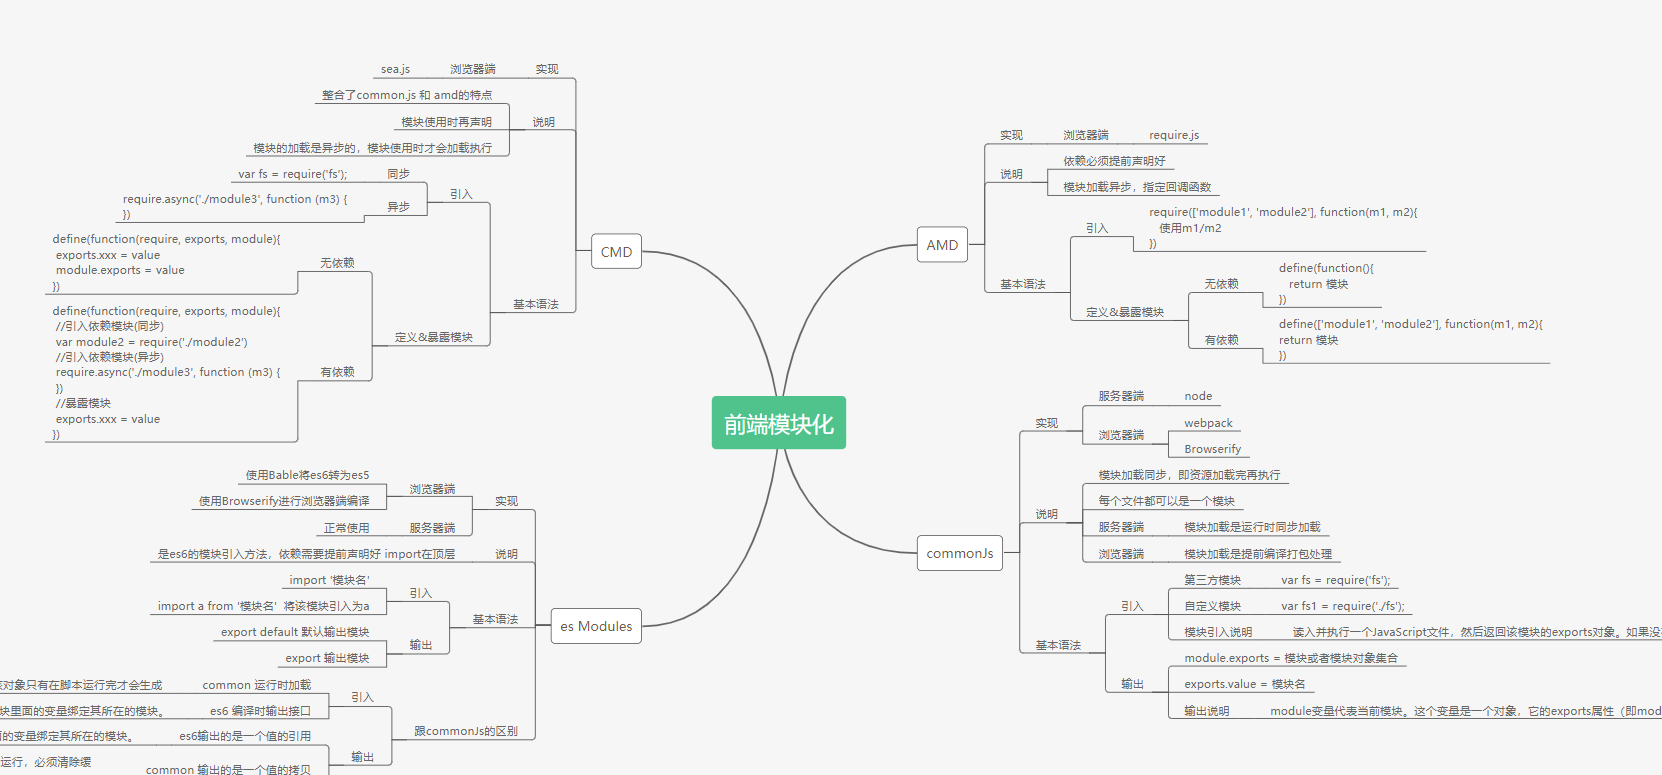 前端模块化
CMD
实现
浏览器端
sea.js
说明
整合了common.js 和 amd的特点
模块使用时再声明
模块的加载是异步的，模块使用时才会加载执行
基本语法
引入
同步
var fs = require('fs');
异步
require.async('./module3', function (m3) {
})
定义&暴露模块
无依赖
define(function(require, exports, module){
exports.xxx = value
module.exports = value
})
有依赖
define(function(require, exports, module){
//引入依赖模块(同步)
var module2 = require('./module2')
//引入依赖模块(异步)
require.async('./module3', function (m3) {
})
//暴露模块
exports.xxx = value
})
es Modules
实现
浏览器端
使用Bable将es6转为es5
使用Browserify进行浏览器端编译
服务器端
正常使用
说明
是es6的模块引入方法，依赖需要提前声明好 import在顶层
基本语法
引入
import '模块名'
import a from '模块名' 将该模块引入为a
输出
export default 默认输出模块
export 输出模块
跟commonJs的区别
引入
common 运行时加载
对象只有在脚本运行完才会生成
es6 编译时输出接口
块里面的变量绑定其所在的模块。
输出
es6输出的是一个值的引用
的变量绑定其所在的模块。
common 输出的是一个值的拷贝
运行，必须清除缓
AMD
实现
浏览器端
require.js
说明
依赖必须提前声明好
模块加载异步，指定回调函数
基本语法
引入
require(['module1', 'module2'], function(m1, m2){
使用m1/m2
})
定义&暴露模块
无依赖
define(function(){
return 模块
})
有依赖
define(['module1', 'module2'], function(m1, m2){
return 模块
})
commonJs
实现
服务器端
node
浏览器端
webpack
Browserify
说明
模块加载同步，即资源加载完再执行
每个文件都可以是一个模块
服务器端
模块加载是运行时同步加载
浏览器端
模块加载是提前编译打包处理
基本语法
引入
第三方模块
var fs = require('fs');
自定义模块
var fs1 = require('./fs');
模块引入说明
读入并执行一个JavaScript文件，然后返回该模块的exports对象。如果没
输出
module.exports = 模块或者模块对象集合
exports.value = 模块名
输出说明
module变量代表当前模块。这个变量是一个对象，它的exports属性（即mod